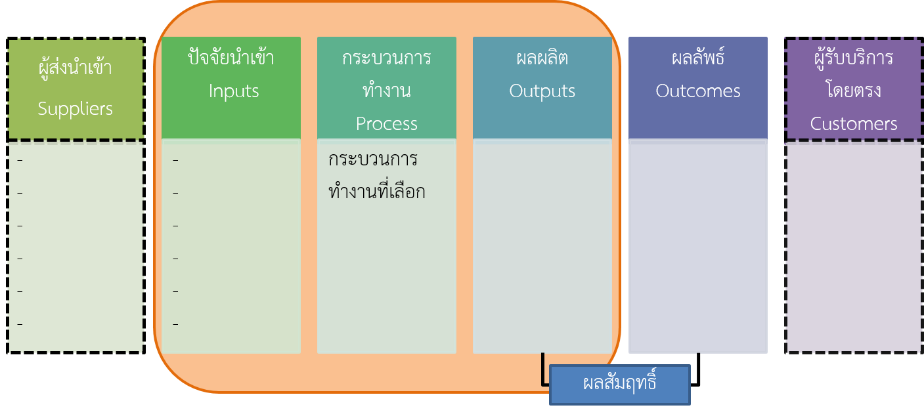 ผู้ส่งนำเข้า
Suppliers
-
-
-
-
-
-
ปัจจัยนำเข้า
Inputs
-
-
-
-
-
-
กระบวนการ
ทำงาน
Process
กระบวนการ
ทำงานที่เลือก
ผลผลิต
Outputs
ผลลัพธ์
Outcomes
ผู้รับบริการ
โดยตรง
Customers
ผลสัมฤทธิ์